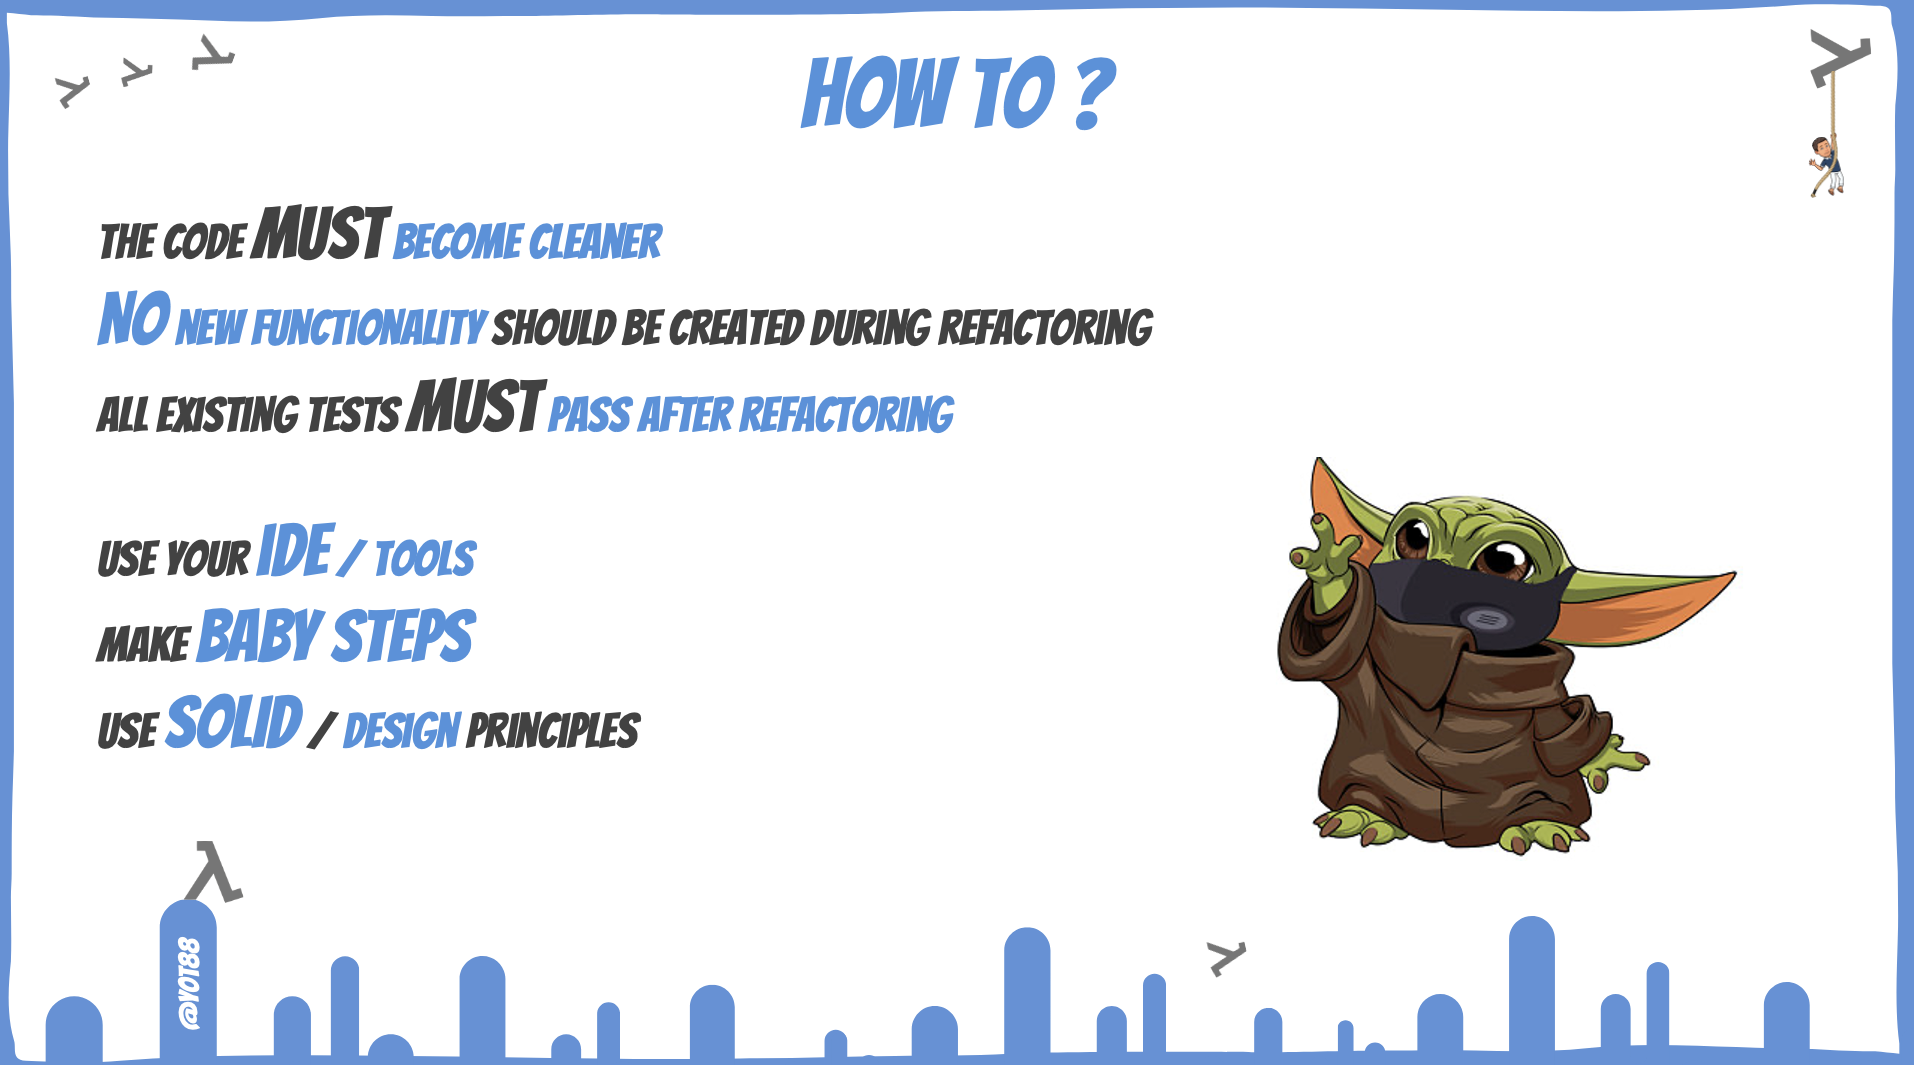 HOW TO ?
THE CODE MUST BECOME CLEANER
NO NEW FUNCTIONALITY SHOULD BE CREATED DURING REFACTORING
ALL EXISTING TESTS MUST PASS AFTER REFACTORING
USE YOUR IDE / TOOLS
MAKE BABY STEPS
USE SOLID / DESIGN PRINCIPLES
@YOT88
λ
λ
λ
λ
λ
λ